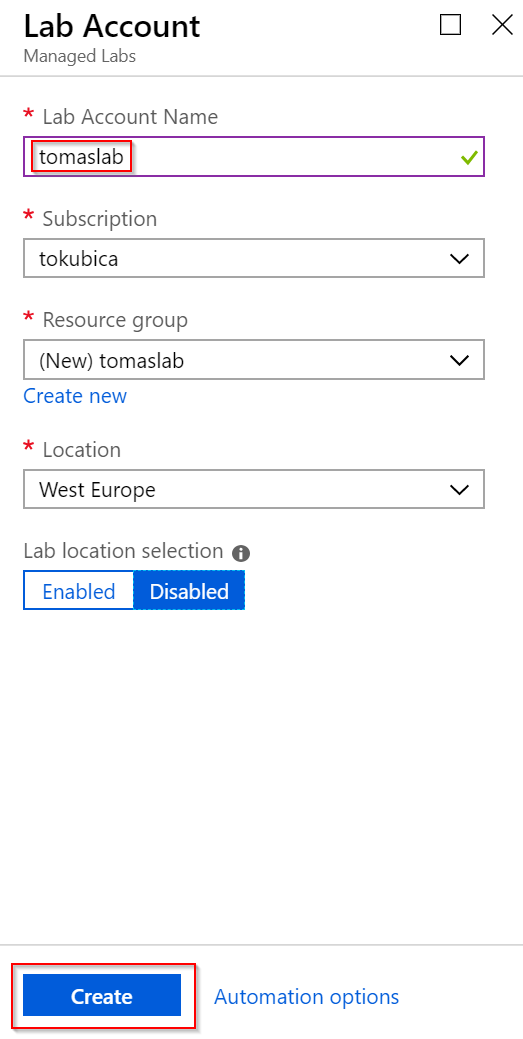 Lab Account
Managed Labs
* Lab Account Name
tomaslab
* Subscription
tokubica
* Resource group
(New) tomaslab
Create new
* Location
West Europe
Lab location selection
Enabled Disabled
Create Automation options